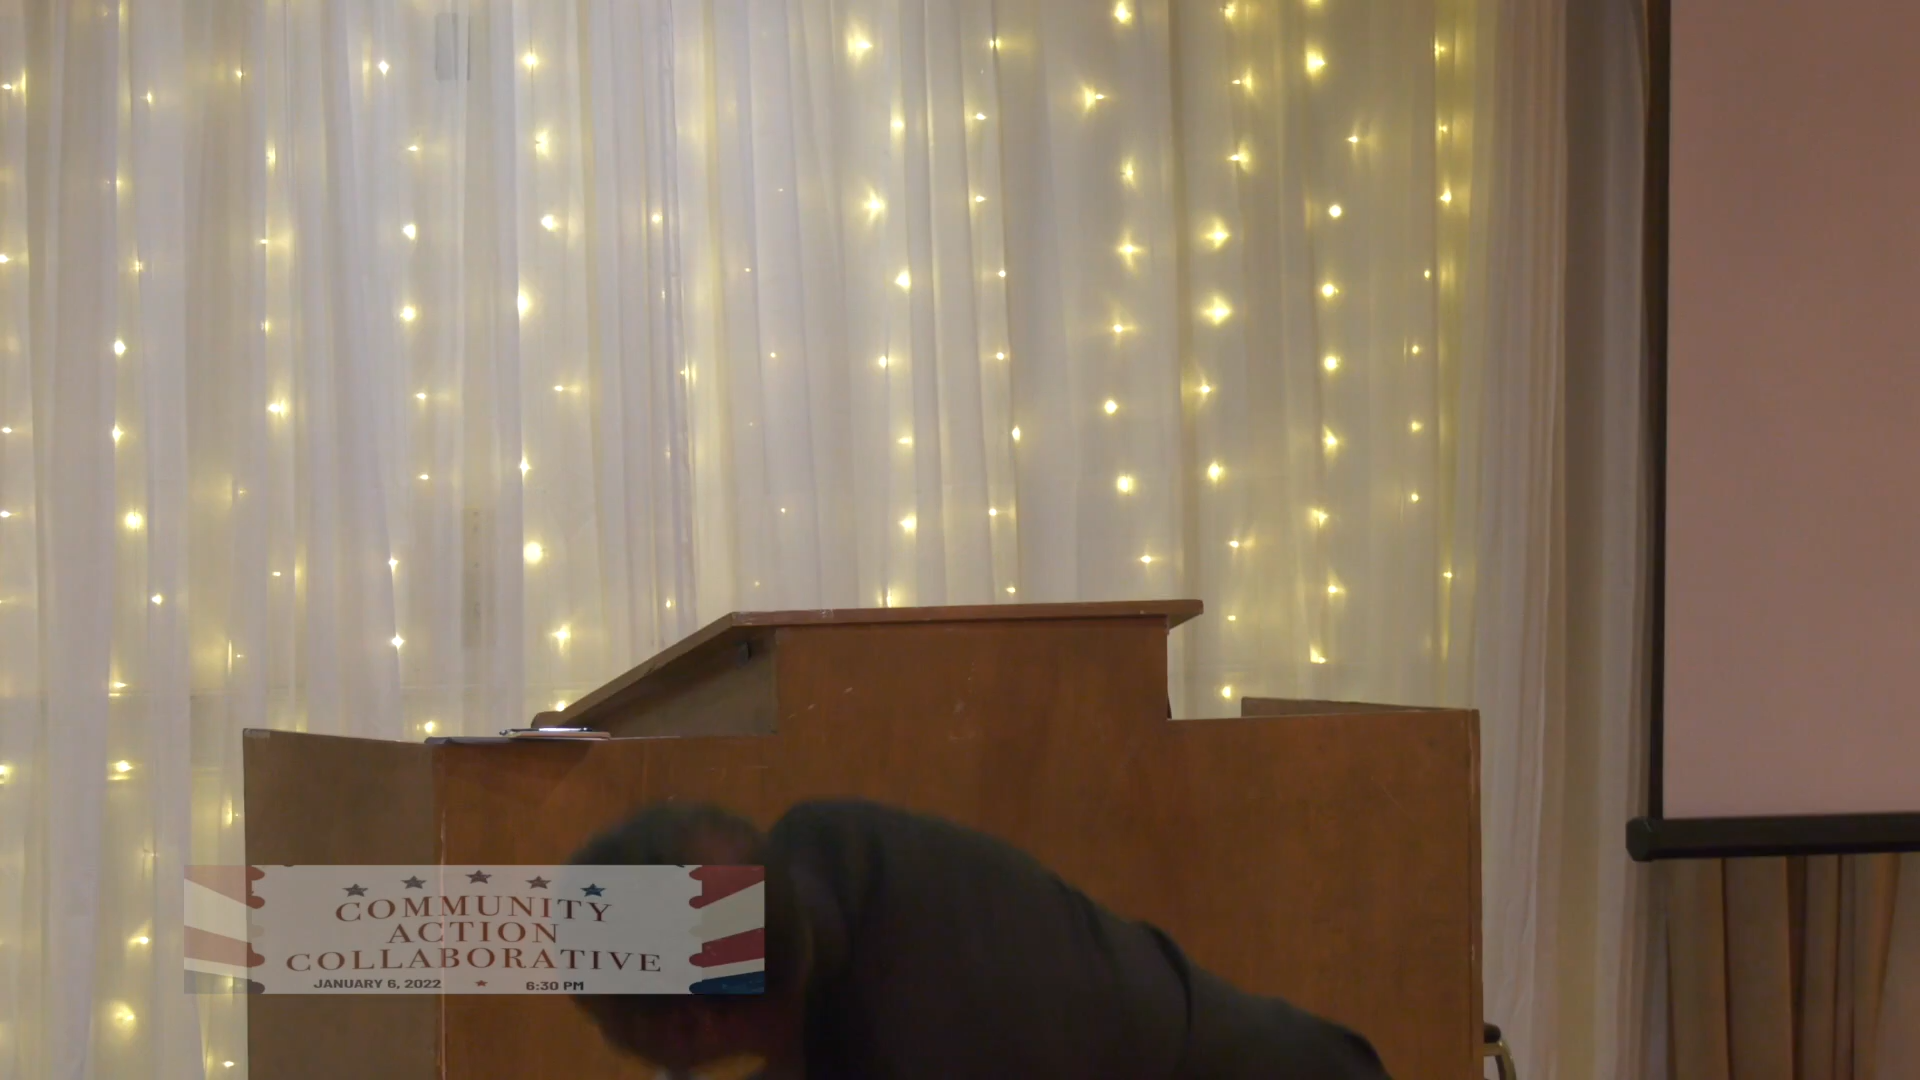 COMMUNITY
ACTION
COLLABORATIVE
JANUARY 6, 2022 ★ 6:30 PM